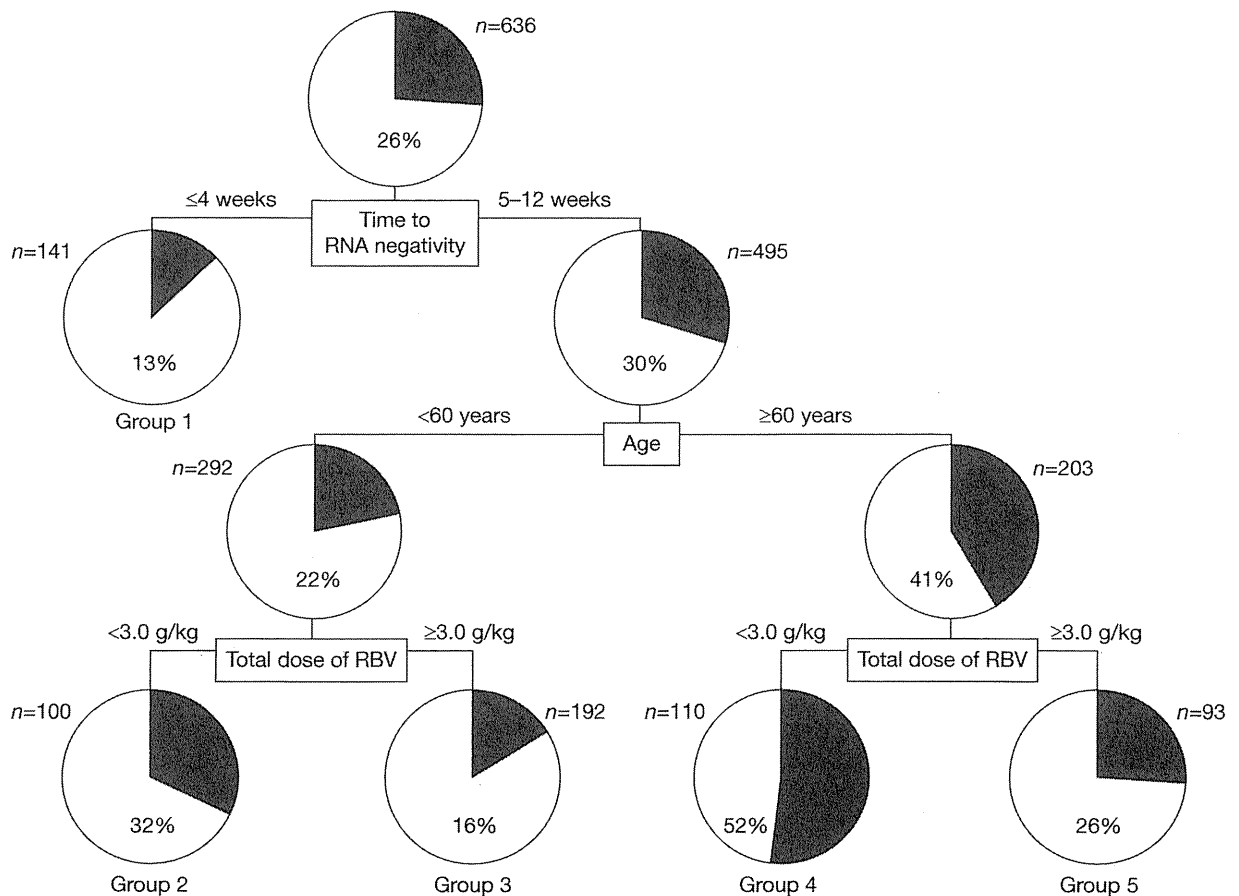 n=636
26%
≤4 weeks
5–12 weeks
Time to
RNA negativity
n=141
n=495
13%
30%
Group 1
<60 years
≥60 years
Age
n=292
n=203
22%
41%
<3.0 g/kg
≥3.0 g/kg
<3.0 g/kg
≥3.0 g/kg
Total dose of RBV
Total dose of RBV
n=100
n=192
n=110
n=93
32%
16%
52%
26%
Group 2
Group 3
Group 4
Group 5